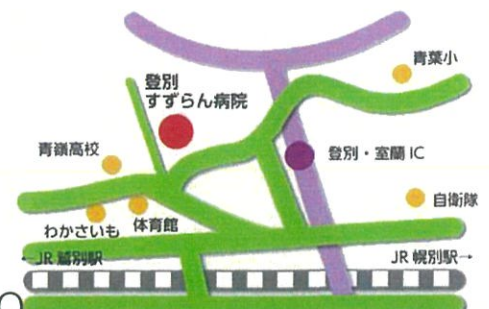 青葉小
登別
すずらん病院
青嶺高校
登別・室蘭 IC
自衛隊
わかさいも
体育館
←JR 鷲別駅
JR 幌別駅→